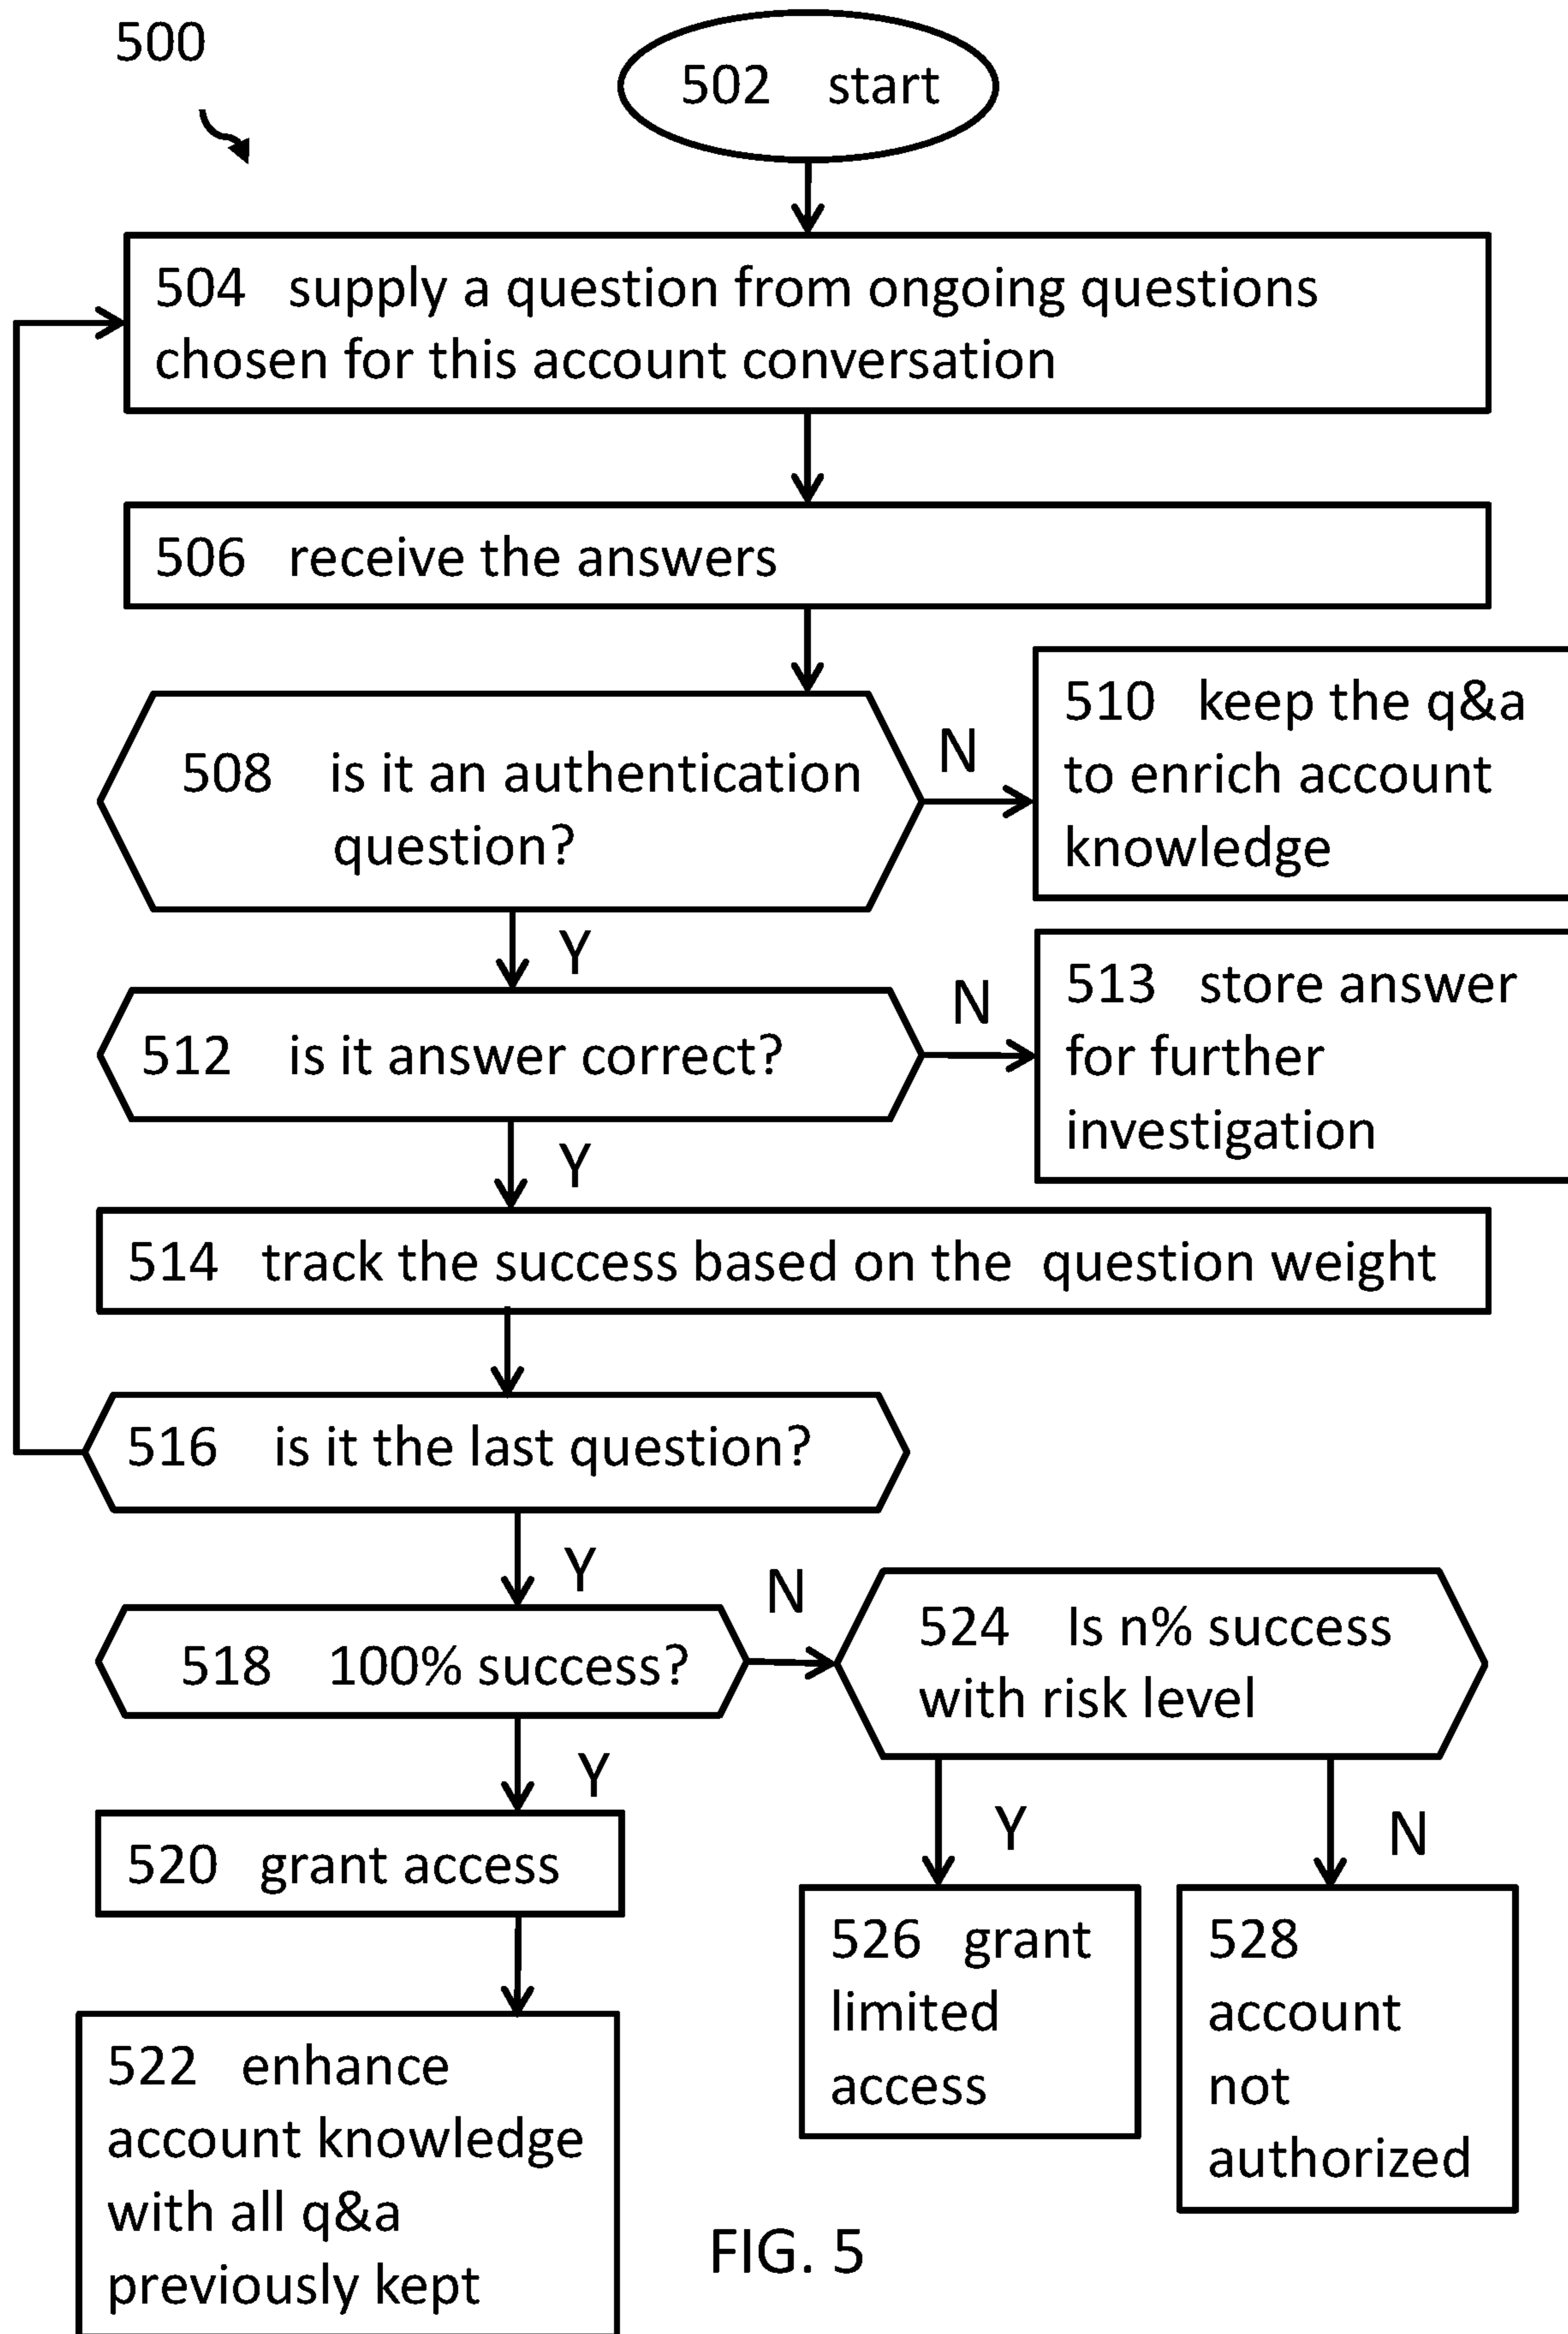 500
502 start
504 supply a question from ongoing questions
chosen for this account conversation
506 receive the answers
508 is it an authentication
question?
N
510 keep the q&a
to enrich account
knowledge
Y
512 is it answer correct?
N
513 store answer
for further
investigation
Y
514 track the success based on the question weight
516 is it the last question?
Y
518 100% success?
N
524 Is n% success
with risk level
Y
520 grant access
Y
N
526 grant
limited
access
528
account
not
authorized
522 enhance
account knowledge
with all q&a
previously kept
FIG. 5